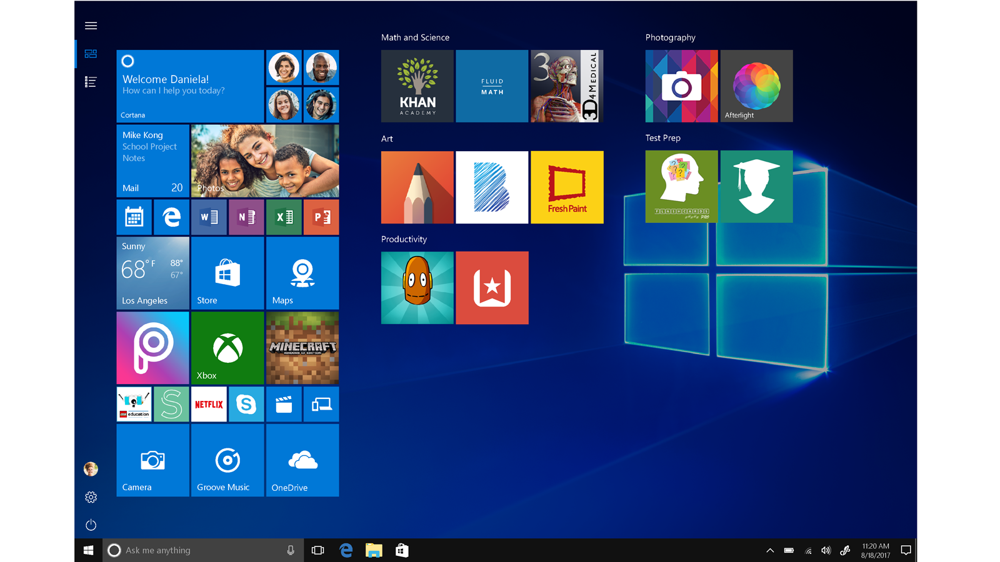 Welcome Daniela!
How can I help you today?
Cortana
Mike Kong
School Project
Notes
Mail 20
Photos
W
N
X
P
Sunny
68° F
88°
67°
Los Angeles
Store
Maps
Xbox
MINECRAFT
WINDOWS 10 EDITION
education
S
NETFLIX
S
Camera
Groove Music
OneDrive
Math and Science
KHAN
ACADEMY
FLUID
MATH
3D4MEDICAL
Art
B
Fresh Paint
Productivity
Photography
Afterlight
Test Prep
FLASHCARDS
PRO
Ask me anything
11:20 AM
8/18/2017